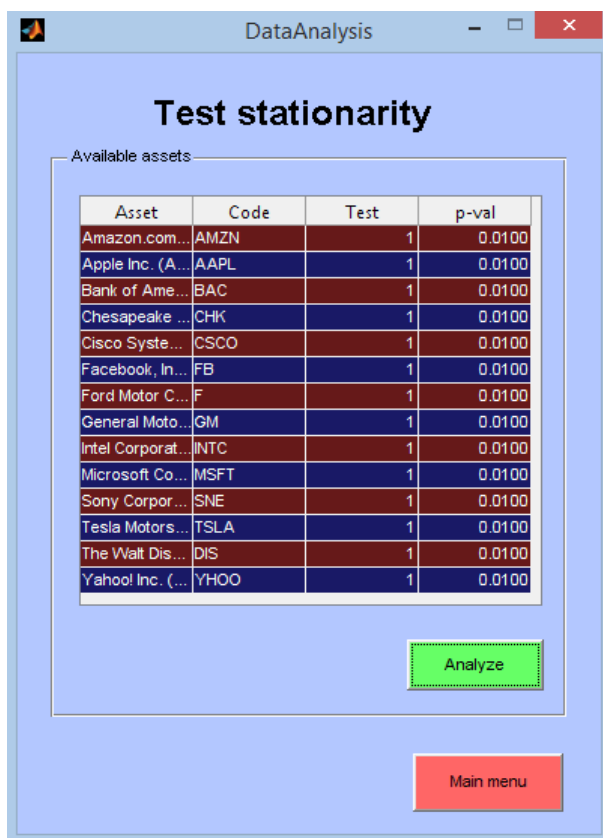 DataAnalysis
Test stationarity
Available assets
Asset Code Test p-val
Amazon.com... AMZN 1 0.0100
Apple Inc. (A... AAPL 1 0.0100
Bank of Ame... BAC 1 0.0100
Chesapeake ... CHK 1 0.0100
Cisco Syste... CSCO 1 0.0100
Facebook, In... FB 1 0.0100
Ford Motor C... F 1 0.0100
General Moto... GM 1 0.0100
Intel Corporat... INTC 1 0.0100
Microsoft Co... MSFT 1 0.0100
Sony Corpor... SNE 1 0.0100
Tesla Motors... TSLA 1 0.0100
The Walt Dis... DIS 1 0.0100
Yahoo! Inc. (... YHOO 1 0.0100
Analyze
Main menu